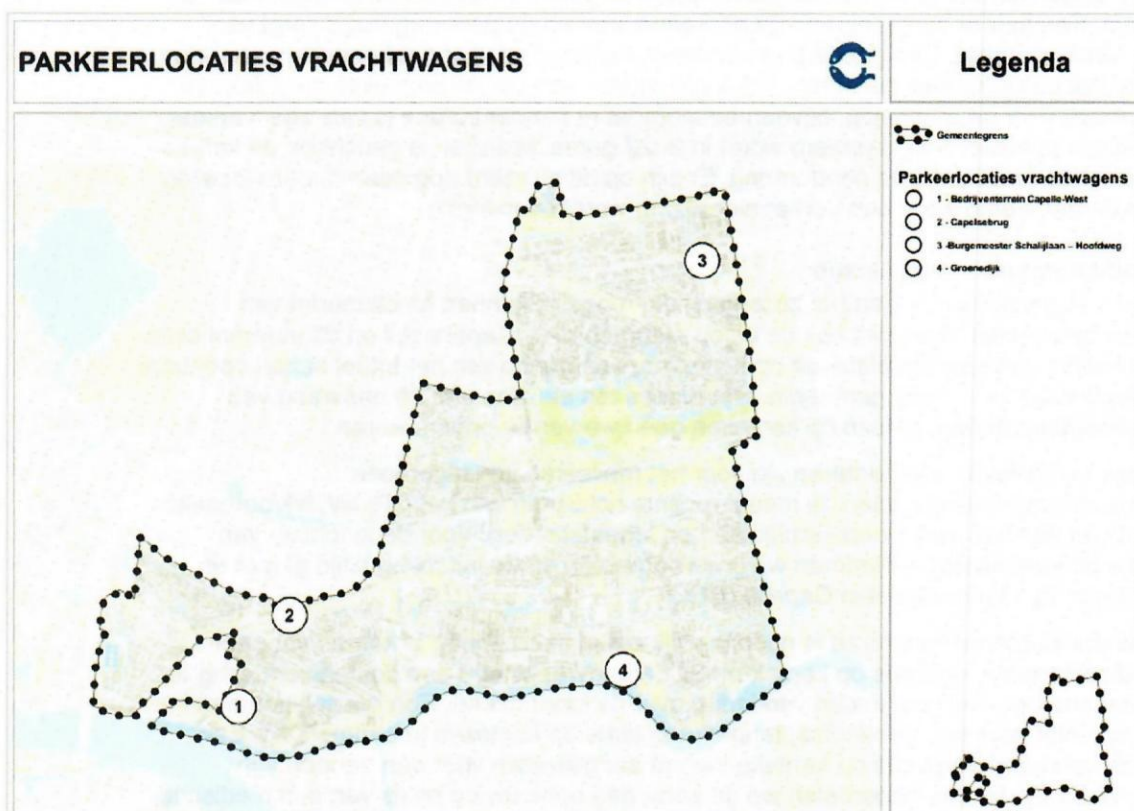 PARKEERLOCATIES VRACHTWAGENS
Legenda
Gemeentegrens
Parkeerlocaties vrachtwagens
1 - Bedrijventerrein Capelle-West
2 - Capelsebrug
3 -Burgemeester Schalijlaan – Hoofdweg
4 - Groenedijk
3
2
4
1